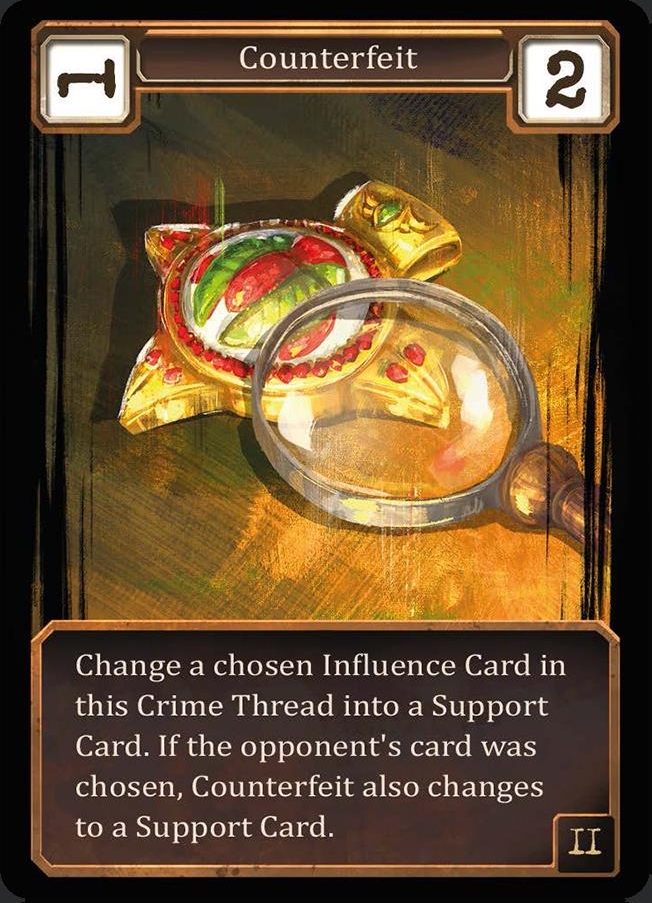 1
Counterfeit
2
Change a chosen Influence Card in
this Crime Thread into a Support
Card. If the opponent's card was
chosen, Counterfeit also changes
to a Support Card.
II